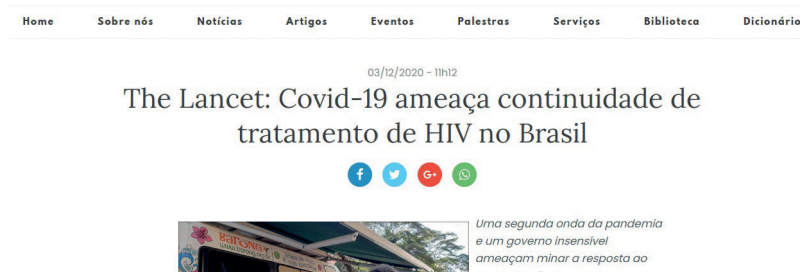 Home Sobre nós Notícias Artigos Eventos Palestras Serviços Biblioteca Dicionário
03/12/2020 - 11h12
The Lancet: Covid-19 ameaça continuidade de
tratamento de HIV no Brasil
Uma segunda onda da pandemia
e um governo insensível
ameaçam minar a resposta ao
BARONG